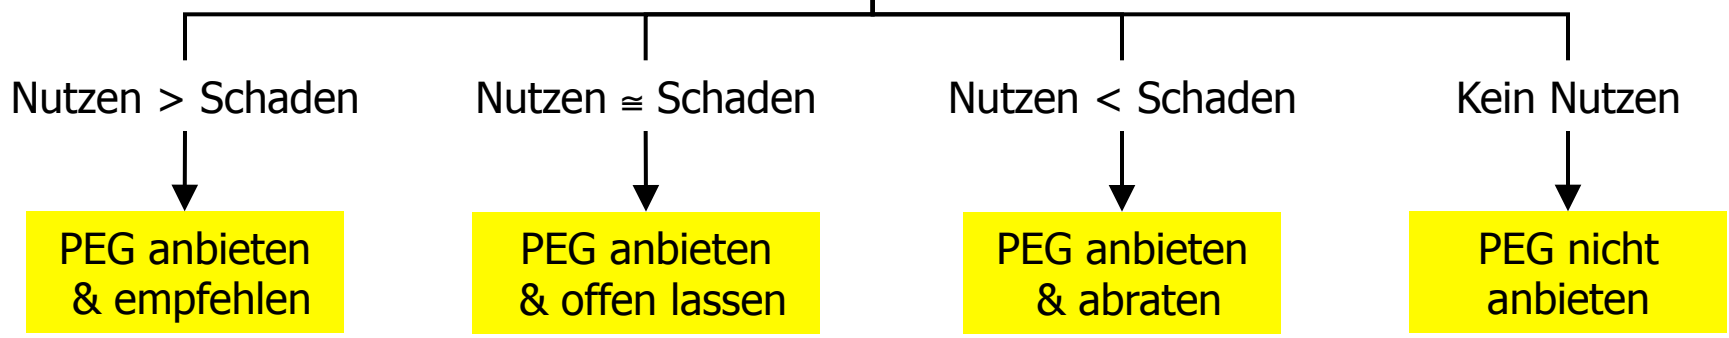 Nutzen > Schaden
Nutzen ≅ Schaden
Nutzen < Schaden
Kein Nutzen
PEG anbieten
& empfehlen
PEG anbieten
& offen lassen
PEG anbieten
& abraten
PEG nicht
anbieten